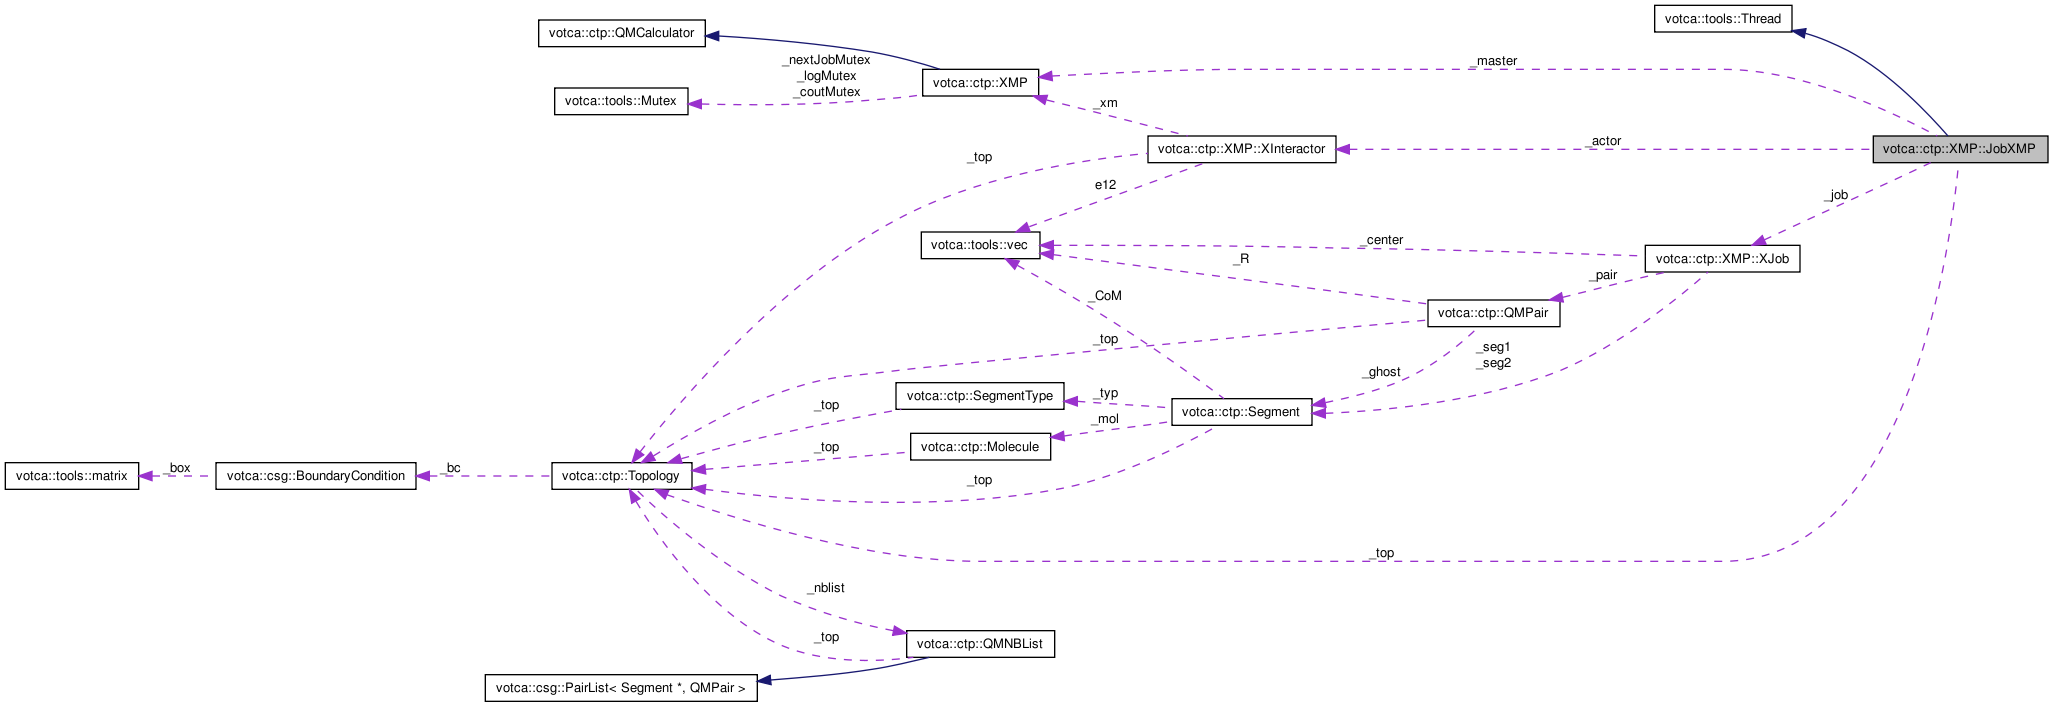 votca::tools::Thread
votca::ctp::QMCalculator
_nextJobMutex
_logMutex
_coutMutex
_master
votca::ctp::XMP
votca::tools::Mutex
_xm
_actor
votca::ctp::XMP::XInteractor
votca::ctp::XMP::JobXMP
_top
e12
_job
votca::tools::vec
_center
_R
votca::ctp::XMP::XJob
_pair
_CoM
votca::ctp::QMPair
_top
_seg1
_seg2
_ghost
votca::ctp::SegmentType
_typ
_top
votca::ctp::Segment
_mol
votca::ctp::Molecule
_top
votca::tools::matrix
_box
votca::csg::BoundaryCondition
_bc
votca::ctp::Topology
_top
_top
_nblist
_top
votca::ctp::QMNBList
votca::csg::PairList< Segment *, QMPair >